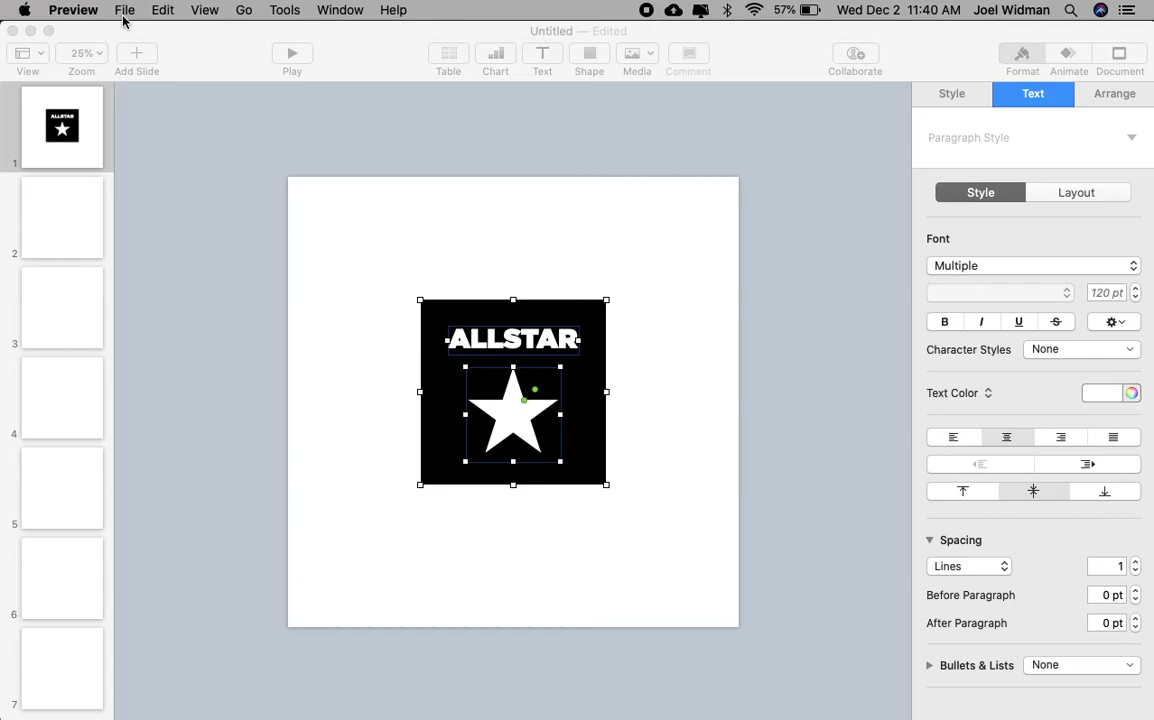 Preview File Edit View Go Tools Window Help 57% Wed Dec 2 11:40 AM Joel Widman
Untitled — Edited
25%
View Zoom Add Slide Play Table Chart Text Shape Media Comment Collaborate Format Animate Document
Style Text Arrange
Paragraph Style
Style Layout
Font
Multiple
120 pt
B I U S
Character Styles None
Text Color
Spacing
Lines 1
Before Paragraph 0 pt
After Paragraph 0 pt
Bullets & Lists None
ALLSTAR
ALLSTAR
1
2
3
4
5
6
7